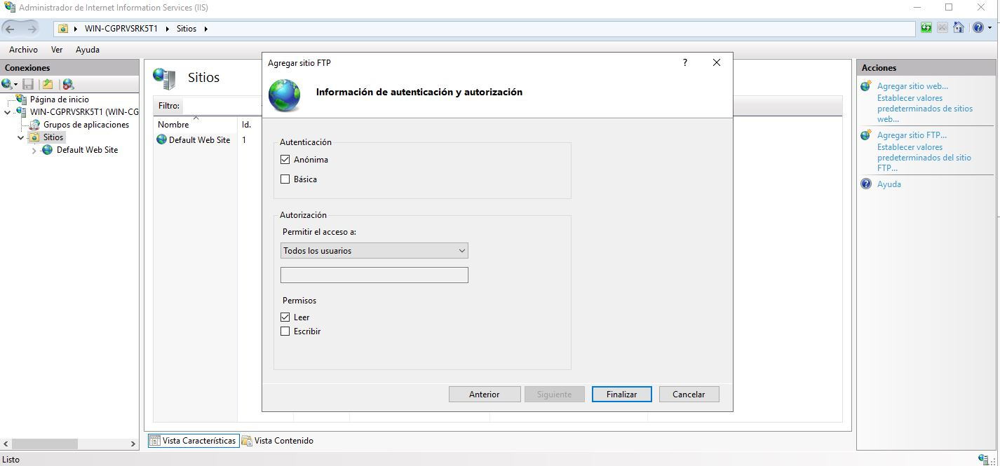 Administrador de Internet Information Services (IIS)
WIN-CGPRVSRK5T1 Sitios
Archivo Ver Ayuda
Conexiones
Página de inicio
WIN-CGPRVSRK5T1 (WIN-CG
Grupos de aplicaciones
Sitios
Default Web Site
Sitios
Filtro:
Nombre Id.
Default Web Site 1
Agregar sitio FTP ?
Información de autenticación y autorización
Autenticación
Anónima
Básica
Autorización
Permitir el acceso a:
Todos los usuarios
Permisos
Leer
Escribir
Anterior Siguiente Finalizar Cancelar
Vista Características Vista Contenido
Acciones
Agregar sitio web...
Establecer valores
predeterminados de sitios
web...
Agregar sitio FTP...
Establecer valores
predeterminados del sitio
FTP...
Ayuda
Listo